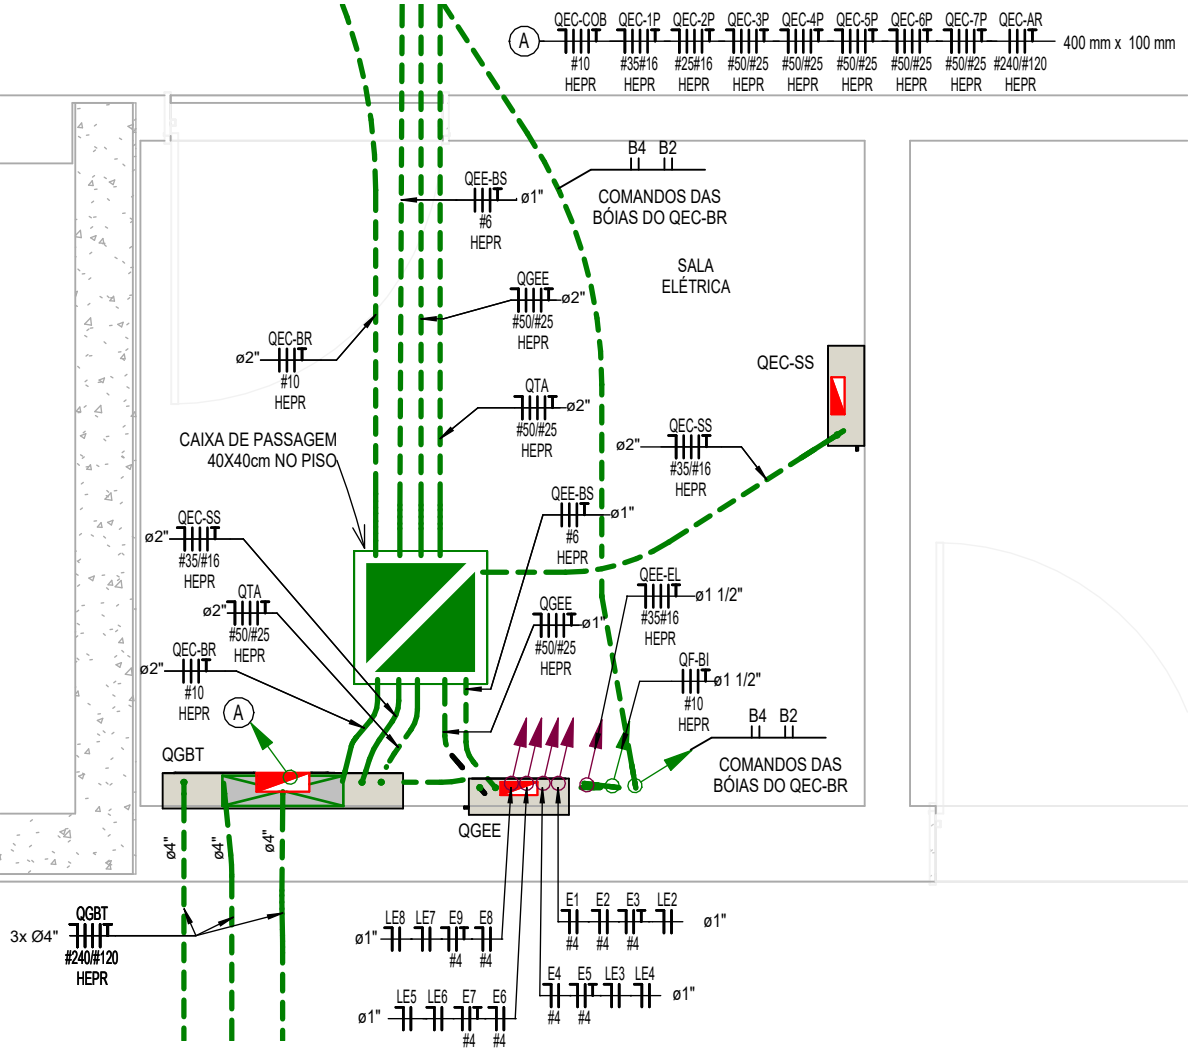 QEC-COB QEC-1P QEC-2P QEC-3P QEC-4P QEC-5P QEC-6P QEC-7P QEC-AR
A
400 mm x 100 mm
#10 #35#16 #25#16 #50/#25 #50/#25 #50/#25 #50/#25 #50/#25 #240/#120
HEPR HEPR HEPR HEPR HEPR HEPR HEPR HEPR HEPR
B4 B2
COMANDOS DAS
BÓIAS DO QEC-BR
QEE-BS
ø1"
#6
HEPR
SALA
ELÉTRICA
QGEE
ø2"
#50/#25
HEPR
QEC-BR
ø2"
#10
HEPR
QEC-SS
QTA
ø2"
#50/#25
HEPR
CAIXA DE PASSAGEM
40X40cm NO PISO
QEC-SS
ø2"
#35/#16
HEPR
QEE-BS
ø1"
#6
HEPR
QEC-SS
ø2"
#35/#16
HEPR
QTA
ø2"
#50/#25
HEPR
QGEE
ø1"
#50/#25
HEPR
QEE-EL
ø1 1/2"
#35#16
HEPR
QEC-BR
ø2"
#10
HEPR
QF-BI
ø1 1/2"
#10
HEPR
A
B4 B2
COMANDOS DAS
BÓIAS DO QEC-BR
QGBT
QGEE
ø4" ø4" ø4"
QGBT
3x Ø4"
#240/#120
HEPR
LE8 LE7 E9 E8
ø1"
#4 #4
E1 E2 E3 LE2
ø1"
#4 #4 #4
LE5 LE6 E7 E6
ø1"
#4 #4
E4 E5 LE3 LE4
ø1"
#4 #4